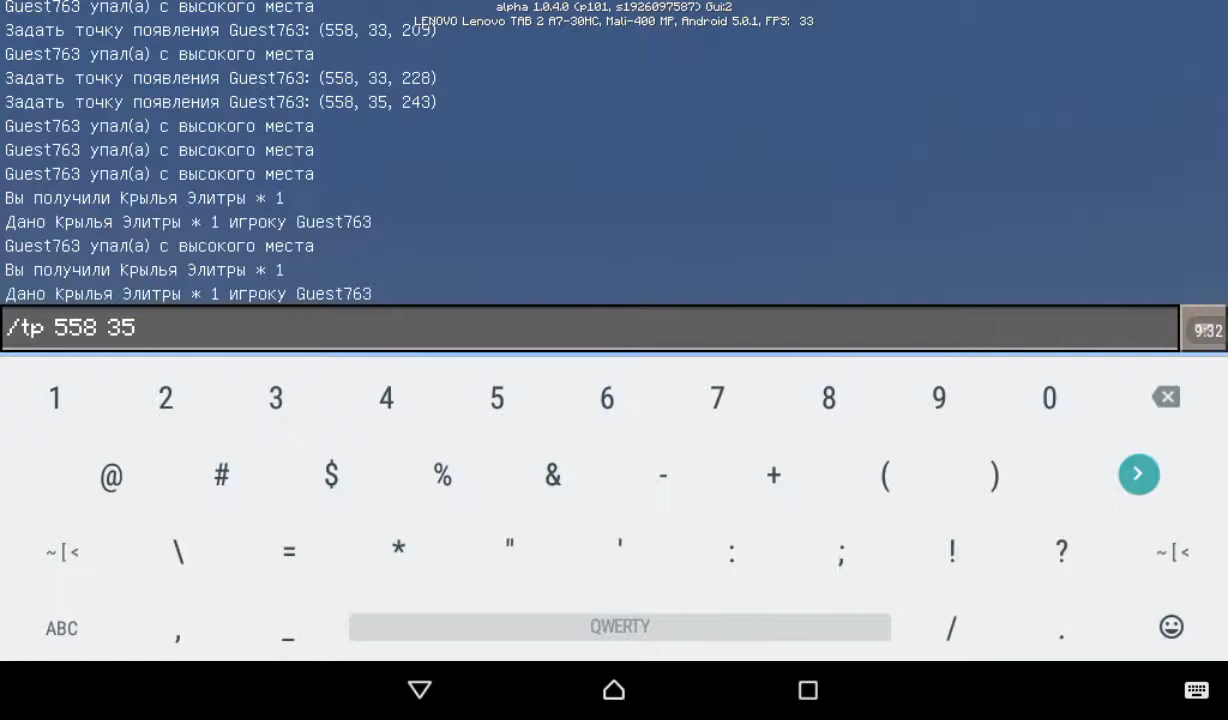 alpha 1.0.4.0 (p101, s1926097587) Gui:2
LENOVO Lenovo TAB 2 A7-30HC, Mali-400 MP, Android 5.0.1, FPS: 33
Guest763 упал(а) с высокого места
Задать точку появления Guest763: (558, 33, 209)
Guest763 упал(а) с высокого места
Задать точку появления Guest763: (558, 33, 228)
Задать точку появления Guest763: (558, 35, 243)
Guest763 упал(а) с высокого места
Guest763 упал(а) с высокого места
Guest763 упал(а) с высокого места
Вы получили Крылья Элитры * 1
Дано Крылья Элитры * 1 игроку Guest763
Guest763 упал(а) с высокого места
Вы получили Крылья Элитры * 1
Дано Крылья Элитры * 1 игроку Guest763
/tp 558 35
9:32
1 2 3 4 5 6 7 8 9 0
@ # $ % & - + ( )
~[< \ = * " ' : ; ! ? ~[<
ABC , _ QWERTY / .